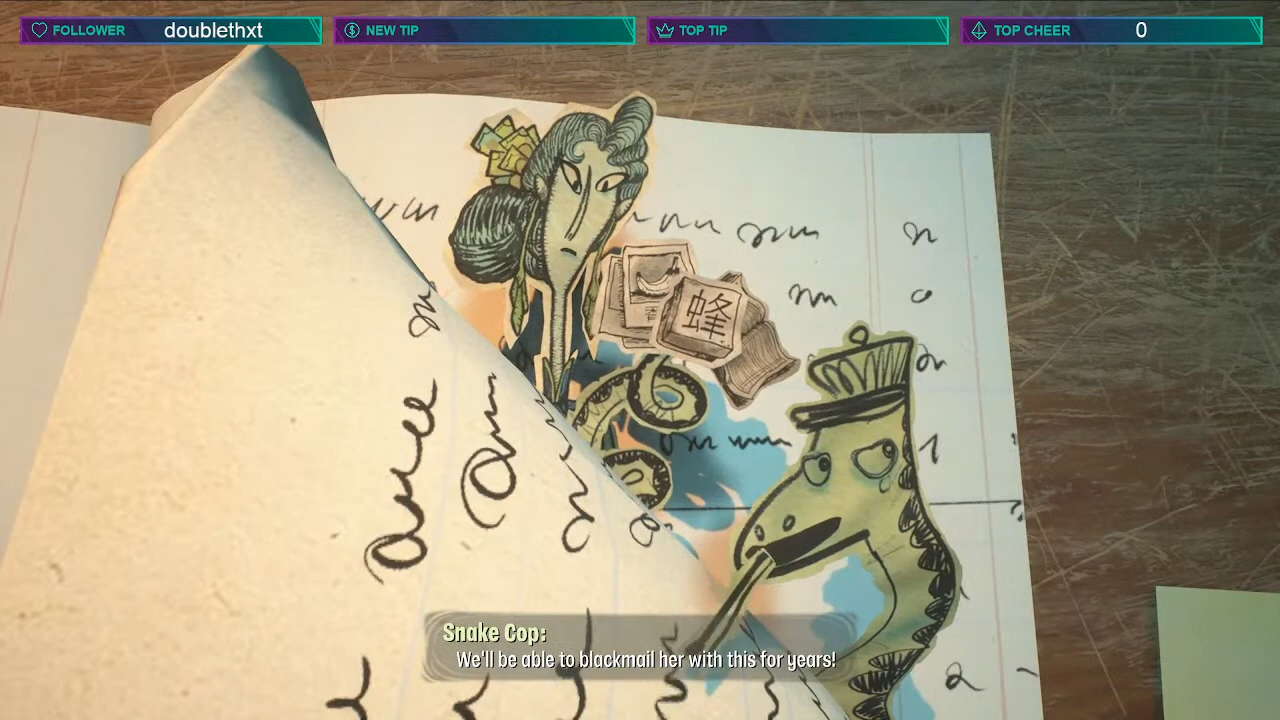 FOLLOWER doublethxt NEW TIP TOP TIP TOP CHEER 0
蜂
Snake Cop:
We'll be able to blackmail her with this for years!